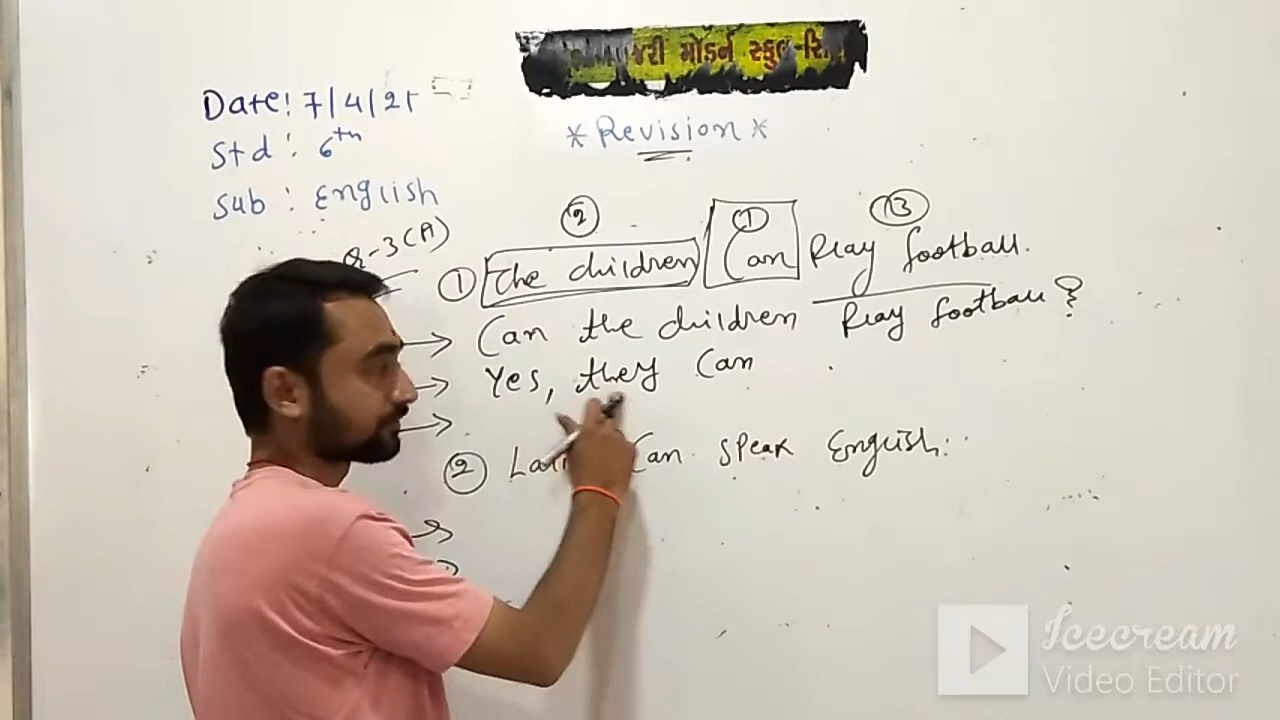 મોડર્ન સ્કુલ
Date: 7/4/21
* Revision *
Std : 6th
Sub : English
Q-3(A)
② ① ③
① The children Can Play football.
→ Can the children Play football?
→ Yes, they Can
→
② Can speak English.
Icecream
Video Editor